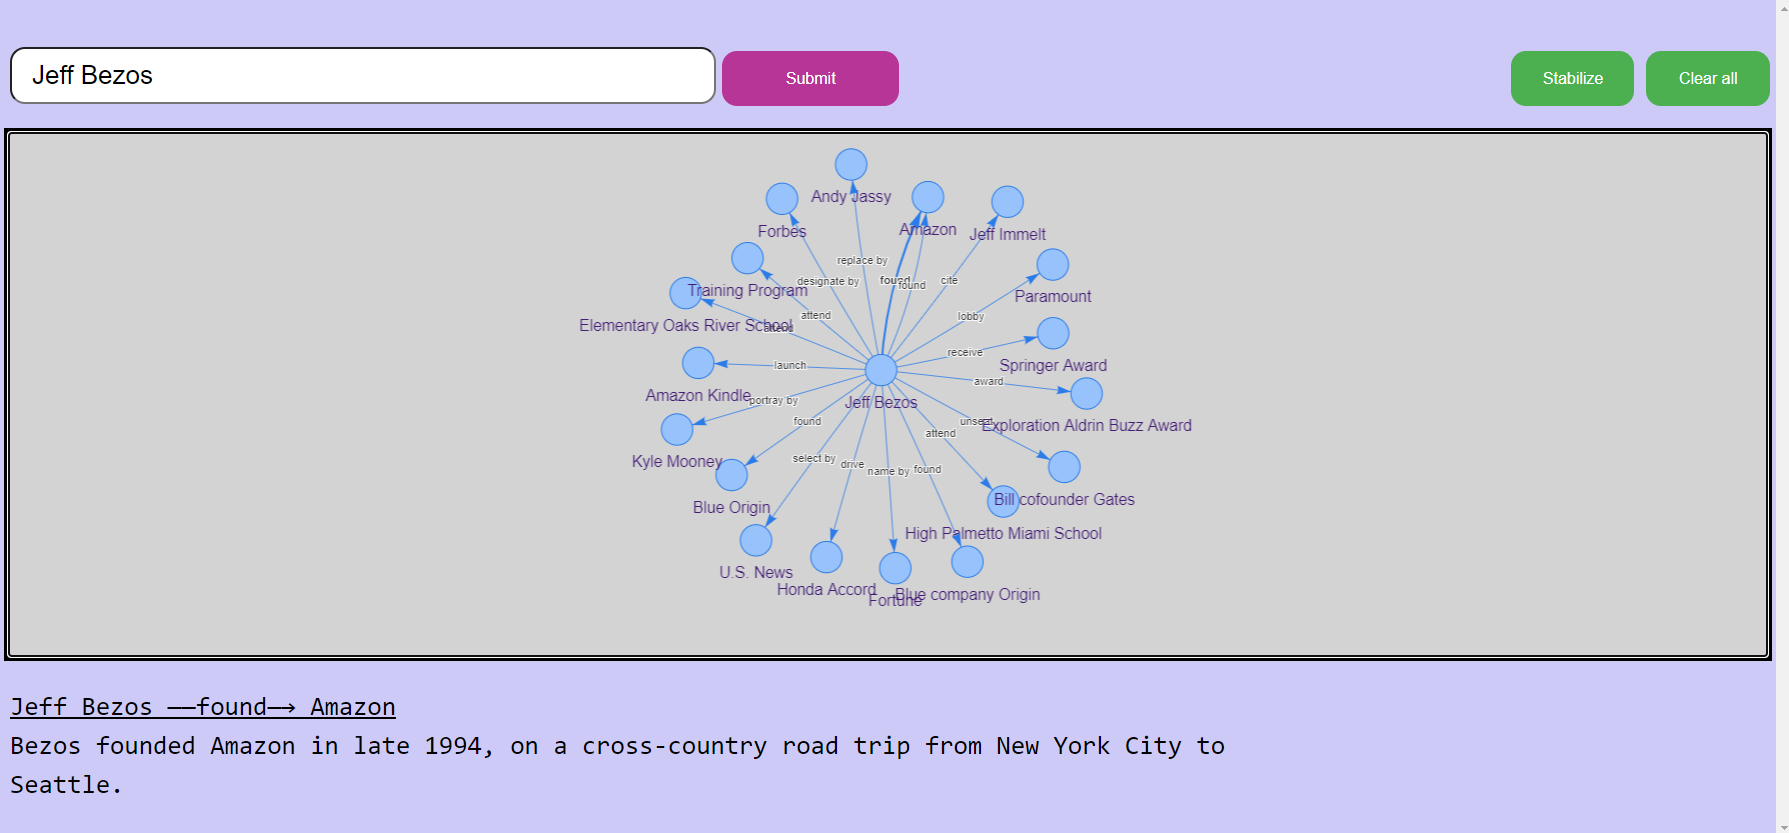 Jeff Bezos
Submit
Stabilize
Clear all
Andy Jassy
Forbes
Amazon
Jeff Immelt
replace by
designate by
found
found
cite
Training Program
Paramount
attend
lobby
Elementary Oaks River School
attend
receive
launch
Springer Award
award
Amazon Kindle
portray by
Jeff Bezos
found
unseat
Exploration Aldrin Buzz Award
attend
Kyle Mooney
select by
drive
name by
found
Blue Origin
Bill cofounder Gates
High Palmetto Miami School
U.S. News
Honda Accord
Fortune
Blue company Origin
Jeff Bezos ——found—→ Amazon
Bezos founded Amazon in late 1994, on a cross-country road trip from New York City to
Seattle.